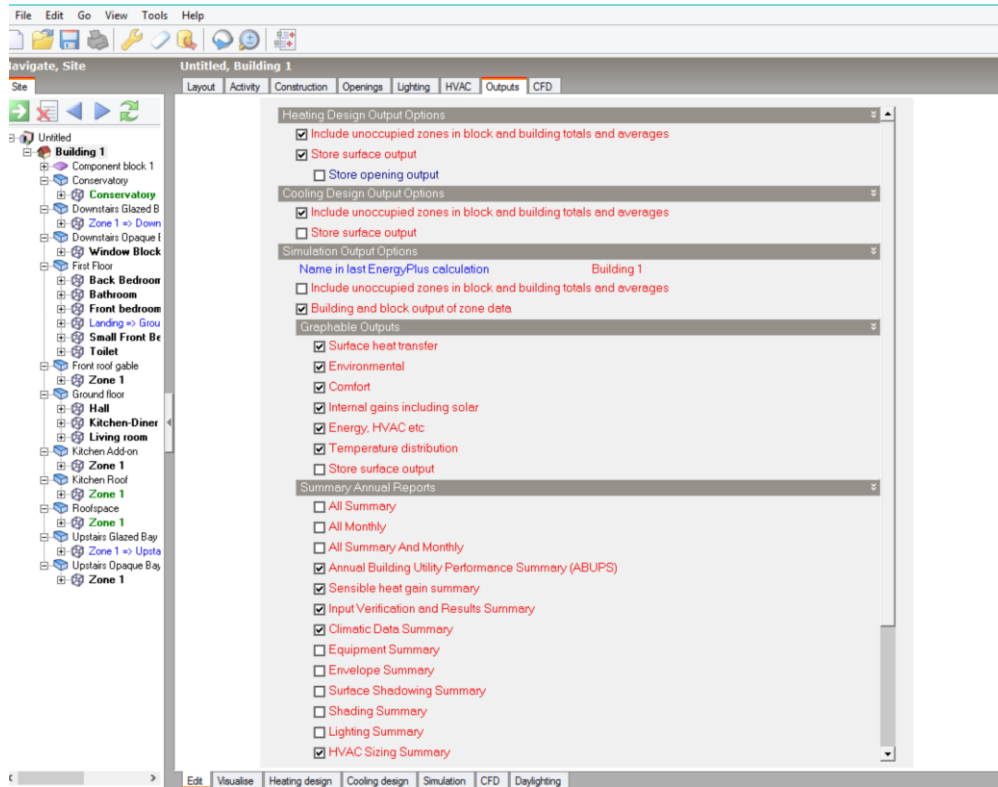 File Edit Go View Tools Help
Navigate, Site
Untitled, Building 1
Site
Layout Activity Construction Openings Lighting HVAC Outputs CFD
Untitled
Building 1
Component block 1
Conservatory
Conservatory
Downstairs Glazed B
Zone 1 => Down
Downstairs Opaque
Window Block
First Floor
Back Bedroom
Bathroom
Front bedroom
Landing => Grou
Small Front Be
Toilet
Front roof gable
Zone 1
Ground floor
Hall
Kitchen-Diner
Living room
Kitchen Add-on
Zone 1
Kitchen Roof
Zone 1
Roofspace
Zone 1
Upstairs Glazed Bay
Zone 1 => Upsta
Upstairs Opaque Bay
Zone 1
Heating Design Output Options
Include unoccupied zones in block and building totals and averages
Store surface output
Store opening output
Cooling Design Output Options
Include unoccupied zones in block and building totals and averages
Store surface output
Simulation Output Options
Name in last EnergyPlus calculation Building 1
Include unoccupied zones in block and building totals and averages
Building and block output of zone data
Graphable Outputs
Surface heat transfer
Environmental
Comfort
Internal gains including solar
Energy, HVAC etc
Temperature distribution
Store surface output
Summary Annual Reports
All Summary
All Monthly
All Summary And Monthly
Annual Building Utility Performance Summary (ABUPS)
Sensible heat gain summary
Input Verification and Results Summary
Climatic Data Summary
Equipment Summary
Envelope Summary
Surface Shadowing Summary
Shading Summary
Lighting Summary
HVAC Sizing Summary
Edit Visualise Heating design Cooling design Simulation CFD Daylighting